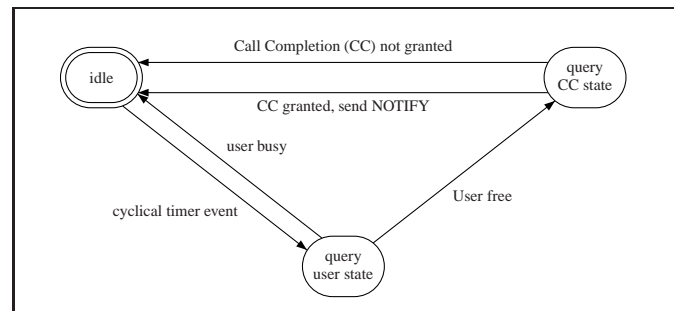 Call Completion (CC) not granted
idle
query
CC state
CC granted, send NOTIFY
user busy
User free
cyclical timer event
query
user state